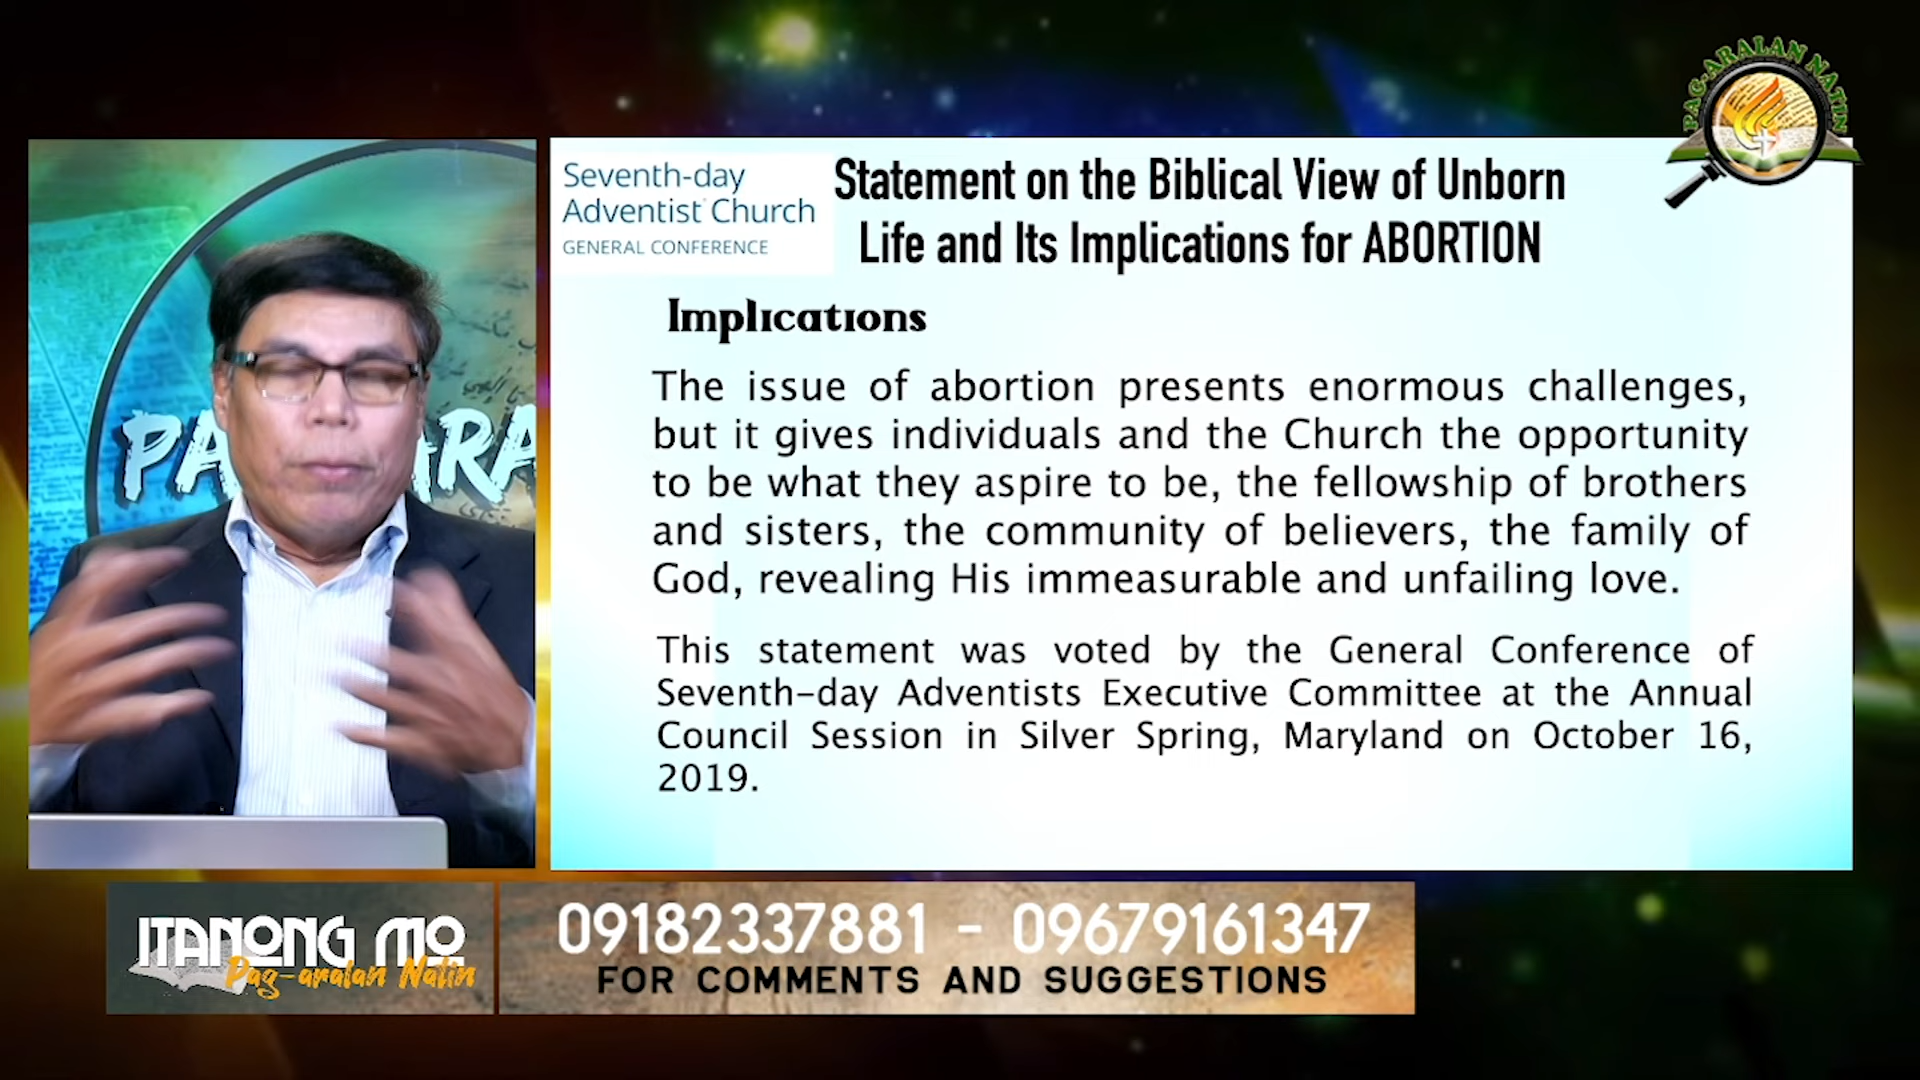 PAG-ARALAN NATIN
Seventh-day
Adventist Church
GENERAL CONFERENCE
Statement on the Biblical View of Unborn
Life and Its Implications for ABORTION
Implications
The issue of abortion presents enormous challenges,
but it gives individuals and the Church the opportunity
to be what they aspire to be, the fellowship of brothers
and sisters, the community of believers, the family of
God, revealing His immeasurable and unfailing love.
This statement was voted by the General Conference of
Seventh-day Adventists Executive Committee at the Annual
Council Session in Silver Spring, Maryland on October 16,
2019.
ITANONG MO
Pag-aralan Natin
09182337881 - 09679161347
FOR COMMENTS AND SUGGESTIONS